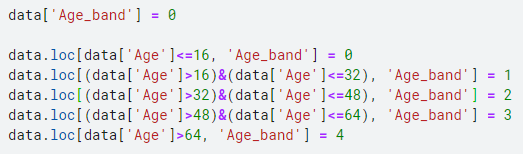 data['Age_band'] = 0
data.loc[data['Age']<=16, 'Age_band'] = 0
data.loc[(data['Age']>16)&(data['Age']<=32), 'Age_band'] = 1
data.loc[(data['Age']>32)&(data['Age']<=48), 'Age_band'] = 2
data.loc[(data['Age']>48)&(data['Age']<=64), 'Age_band'] = 3
data.loc[data['Age']>64, 'Age_band'] = 4